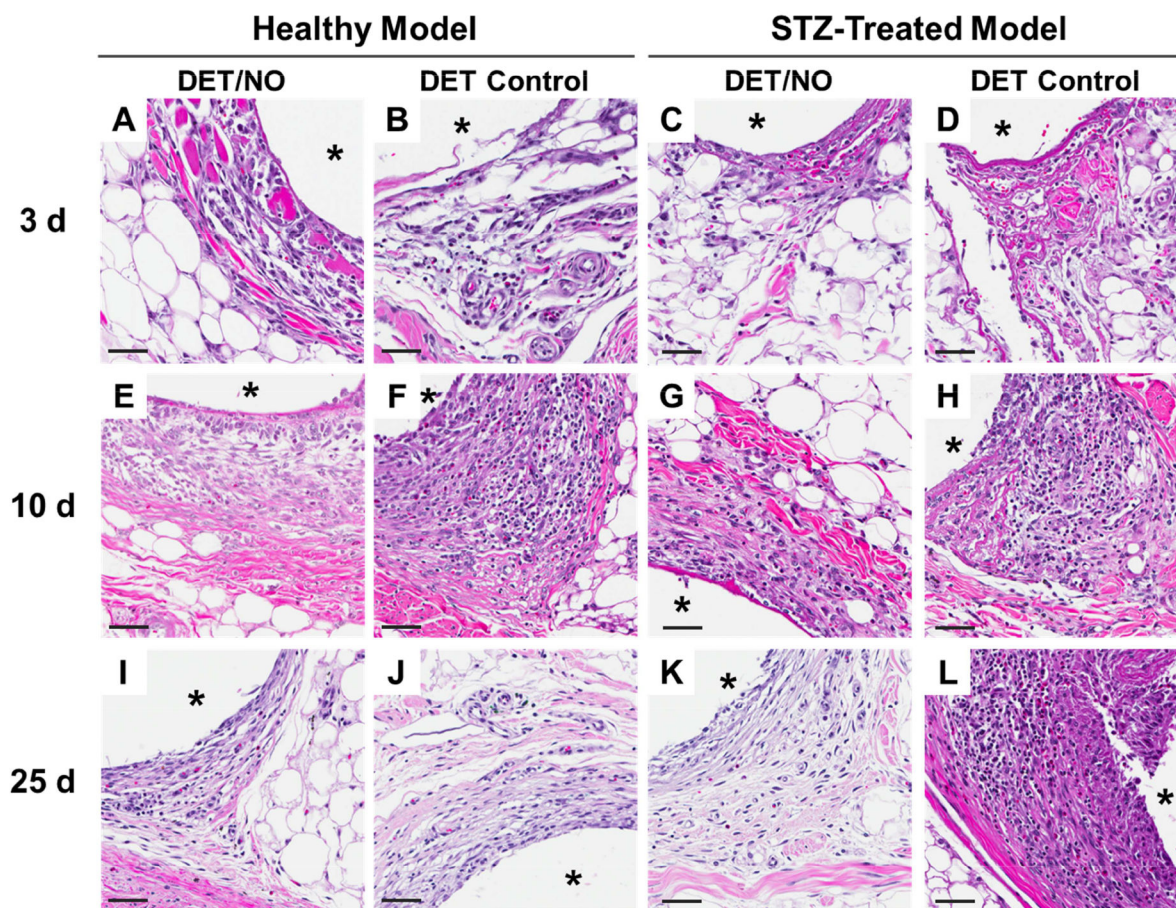 Healthy Model STZ-Treated Model
DET/NO DET Control DET/NO DET Control
A * B * C * D *
3 d
E * F * G * H *
10 d
I * J * K * L *
25 d